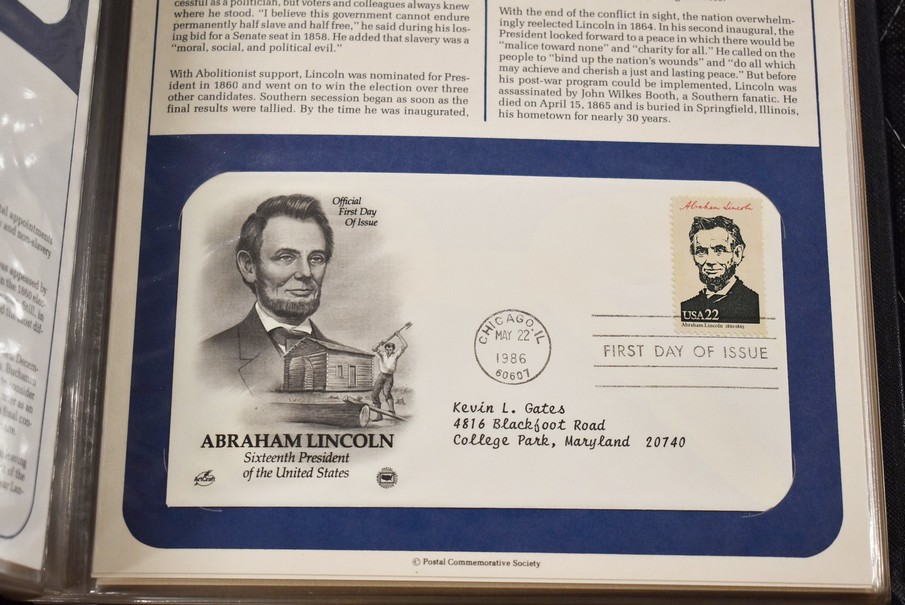 cessful as a politician, but voters and colleagues always knew
where he stood. "I believe this government cannot endure
permanently half slave and half free," he said during his los-
ing bid for a Senate seat in 1858. He added that slavery was a
"moral, social, and political evil."
With Abolitionist support, Lincoln was nominated for Pres-
ident in 1860 and went on to win the election over three
other candidates. Southern secession began as soon as the
final results were tallied. By the time he was inaugurated,
With the end of the conflict in sight, the nation overwhelm-
ingly reelected Lincoln in 1864. In his second inaugural, the
President looked forward to a peace in which there would be
"malice toward none" and "charity for all." He called on the
people to "bind up the nation's wounds" and "do all which
may achieve and cherish a just and lasting peace." But before
his post-war program could be implemented, Lincoln was
assassinated by John Wilkes Booth, a Southern fanatic. He
died on April 15, 1865 and is buried in Springfield, Illinois,
his hometown for nearly 30 years.
appointments
and non-slavery
Official
First Day
Of Issue
Abraham Lincoln
USA 22
Abraham Lincoln 1861-1865
CHICAGO, IL
MAY 22
1986
60607
FIRST DAY OF ISSUE
Kevin L. Gates
4816 Blackfoot Road
College Park, Maryland 20740
ABRAHAM LINCOLN
Sixteenth President
of the United States
ArtCraft
© Postal Commemorative Society